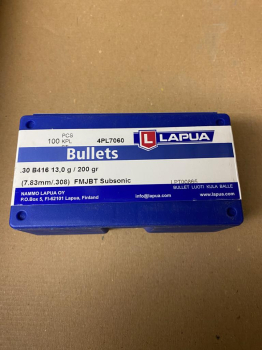 PCS
100 KPL
4PL7060
LAPUA
Bullets
.30 B416 13,0 g / 200 gr
(7.83mm/.308) FMJBT Subsonic
BULLET LUOTI KULA BALLE
NAMMO LAPUA OY
P.O.Box 5, FI-62101 Lapua, Finland
info@lapua.com
www.lapua.com